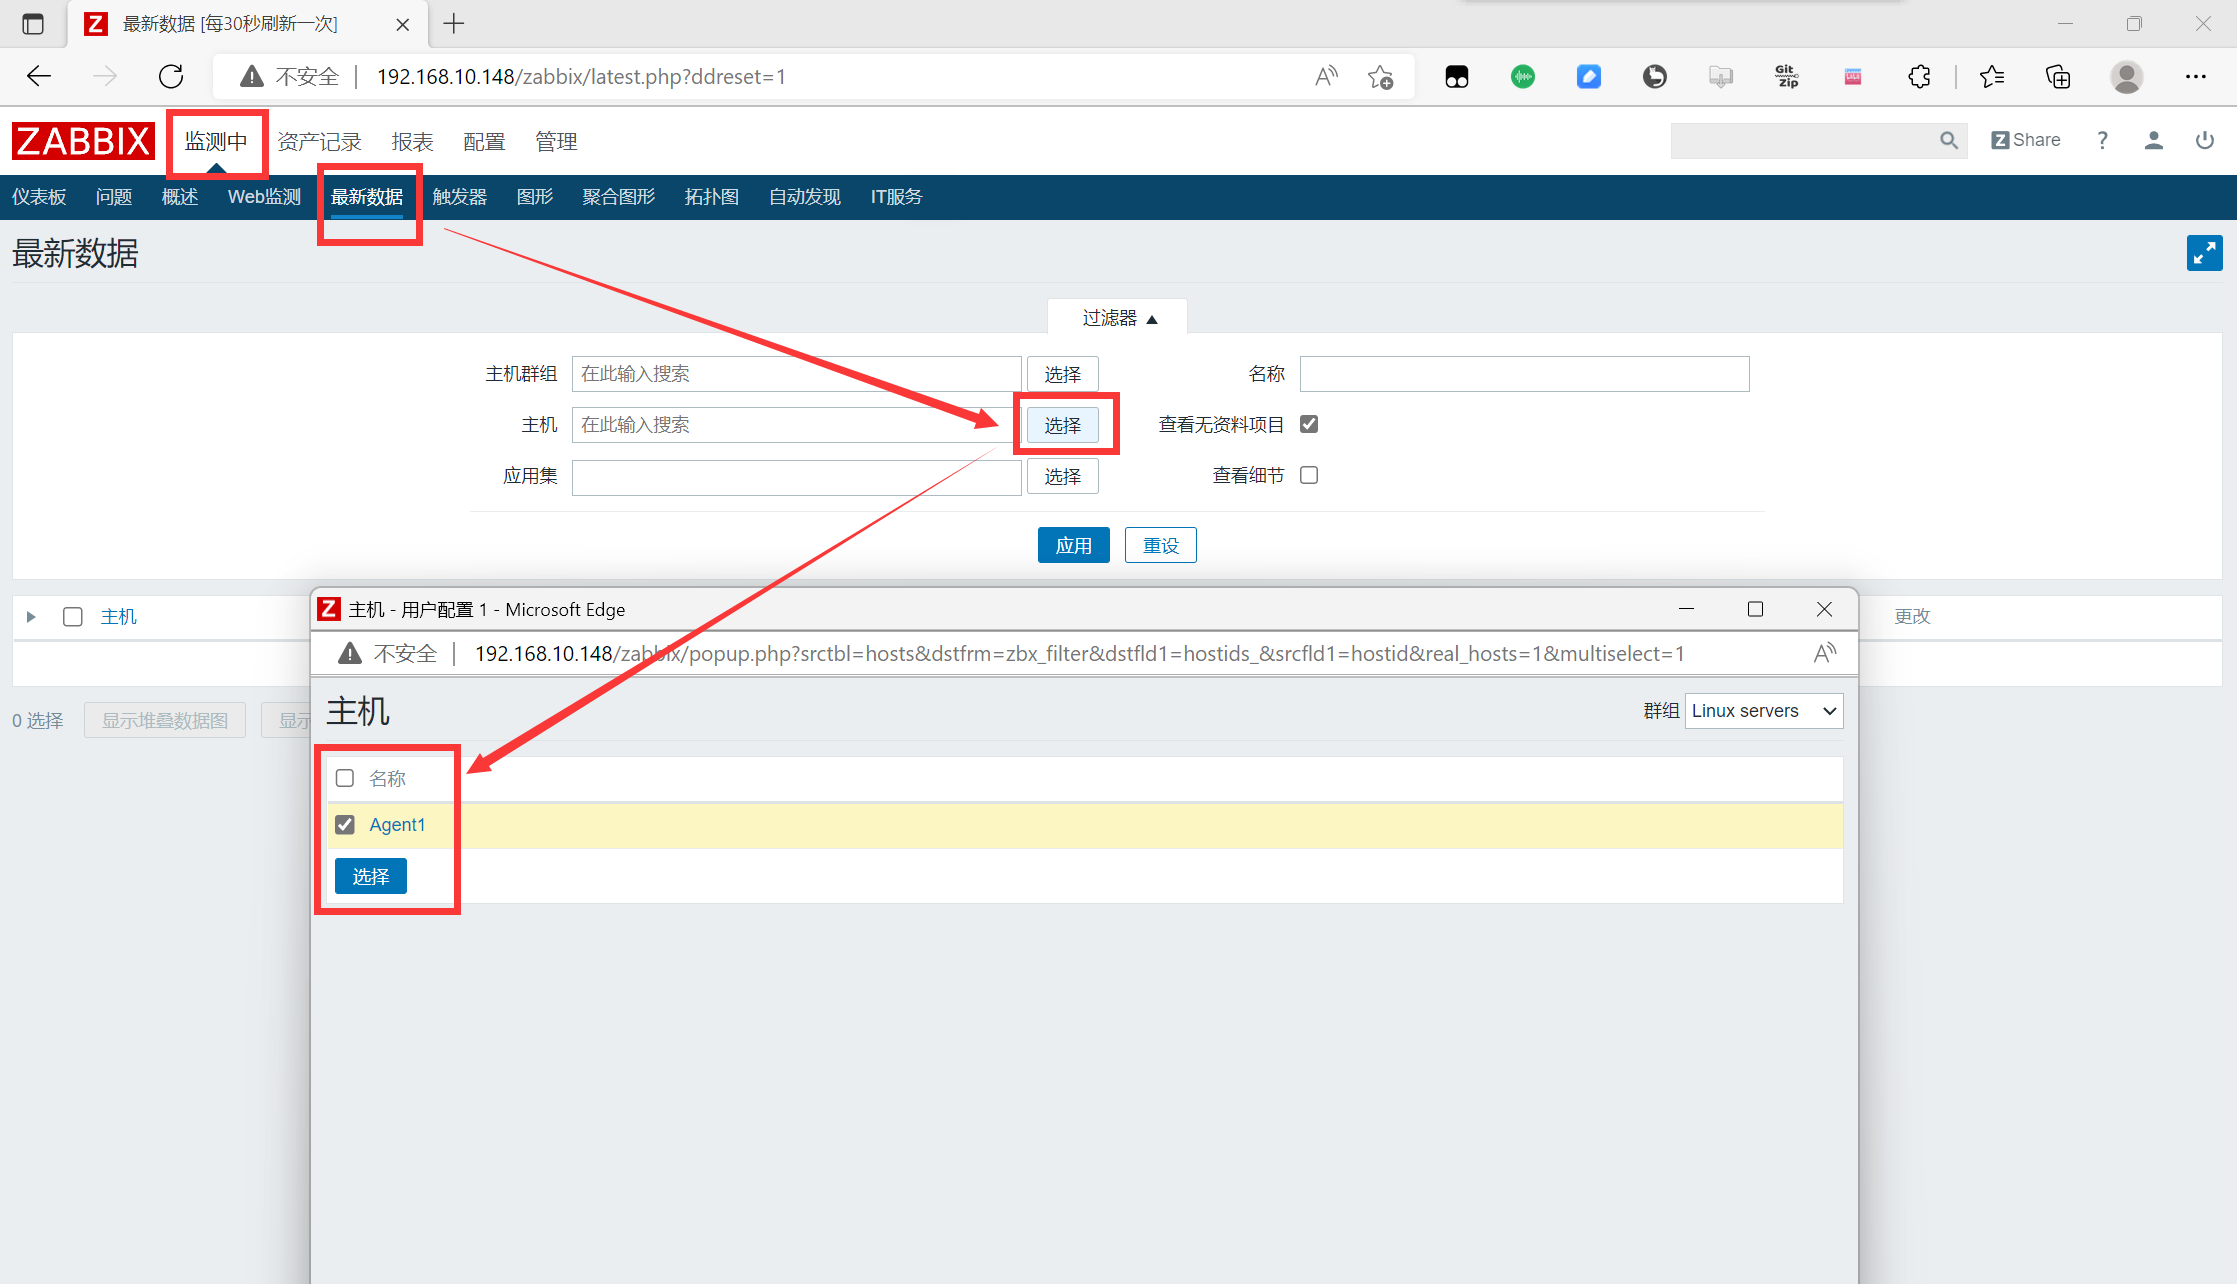 最新数据 [每30秒刷新一次]
不安全 192.168.10.148/zabbix/latest.php?ddreset=1
Git Zip
ZABBIX 监测中 资产记录 报表 配置 管理 Z Share ?
仪表板 问题 概述 Web监测 最新数据 触发器 图形 聚合图形 拓扑图 自动发现 IT服务
最新数据
过滤器 ▲
主机群组 在此输入搜索 选择 名称
主机 在此输入搜索 选择 查看无资料项目
应用集 选择 查看细节
应用 重设
主机 更改
0 选择 显示堆叠数据图 显示
Z 主机 - 用户配置 1 - Microsoft Edge
不安全 192.168.10.148/zabbix/popup.php?srctbl=hosts&dstfrm=zbx_filter&dstfld1=hostids_&srcfld1=hostid&real_hosts=1&multiselect=1
主机 群组 Linux servers
名称
Agent1
选择